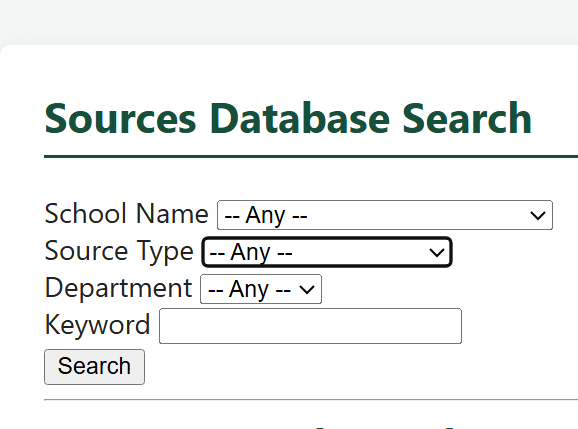 Sources Database Search
School Name -- Any --
Source Type -- Any --
Department -- Any --
Keyword
Search